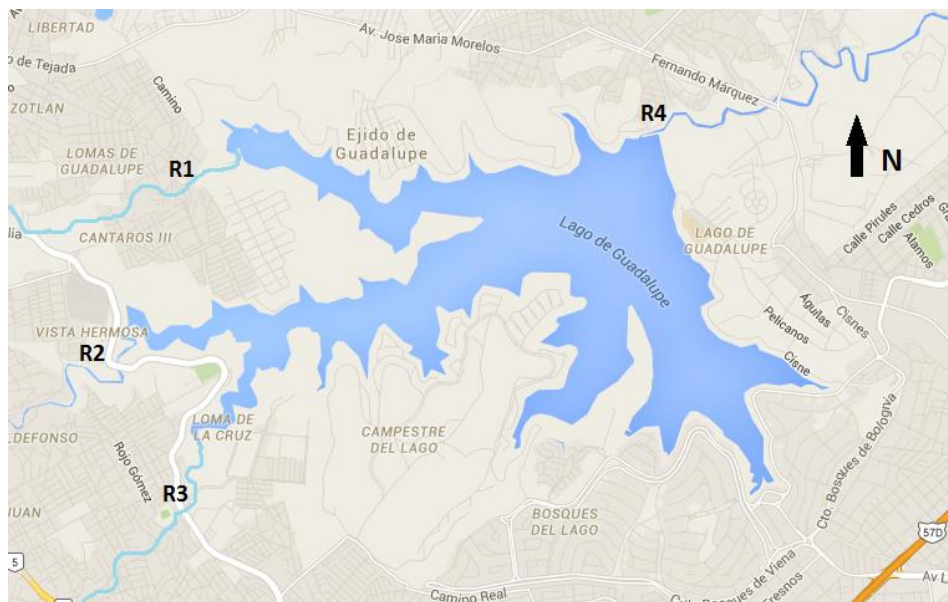 LIBERTAD
Av. Jose Maria Morelos
o de Tejada
Camino
Fernando Márquez
ZOTLAN
R4
Ejido de
Guadalupe
N
LOMAS DE
GUADALUPE
R1
Calle Pirules
Calle Cedros
Alamos
Lago de Guadalupe
LAGO DE
GUADALUPE
lia
CANTAROS III
Águilas
Cisnes
Pelicanos
VISTA HERMOSA
R2
Cisne
LDEFONSO
LOMA DE
LA CRUZ
CAMPESTRE
DEL LAGO
Rojo Gómez
Cto. Bosques de Bolognia
R3
JUAN
BOSQUES
DEL LAGO
57D
5
Bosques de Viena
Av. L
Fresnos
Camino Real